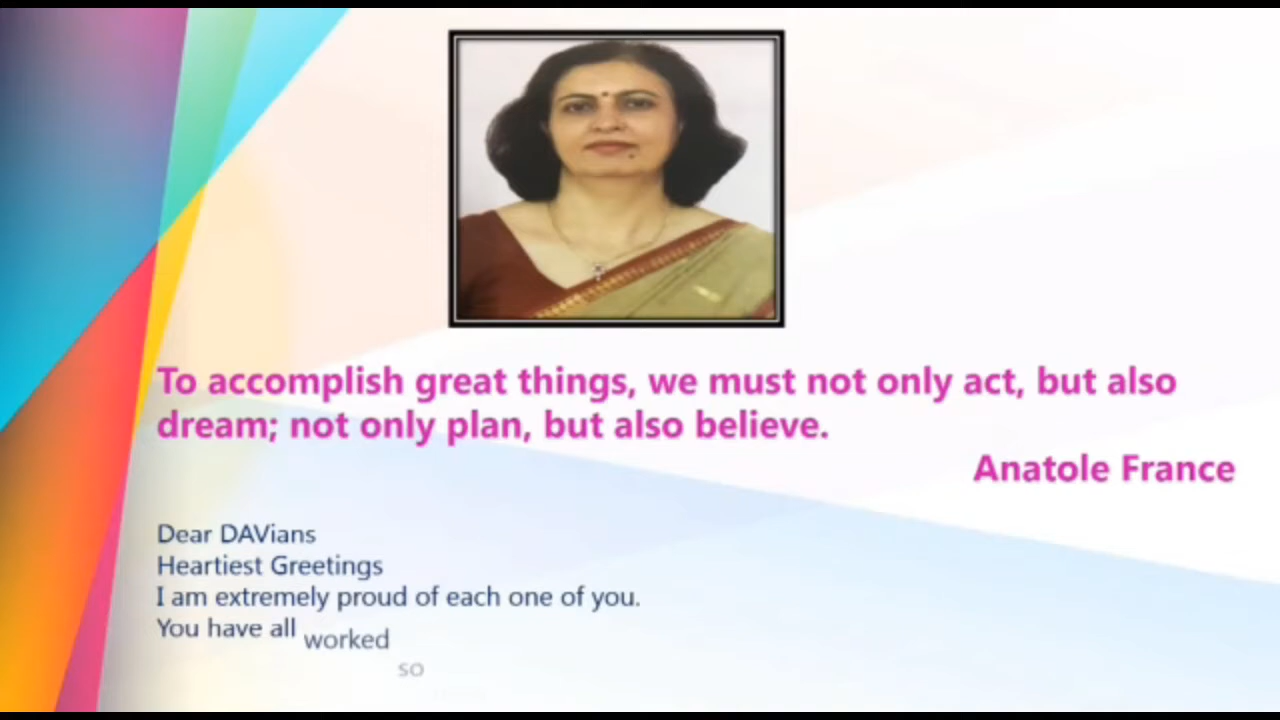 To accomplish great things, we must not only act, but also
dream; not only plan, but also believe.
Anatole France
Dear DAVians
Heartiest Greetings
I am extremely proud of each one of you.
You have all worked
so